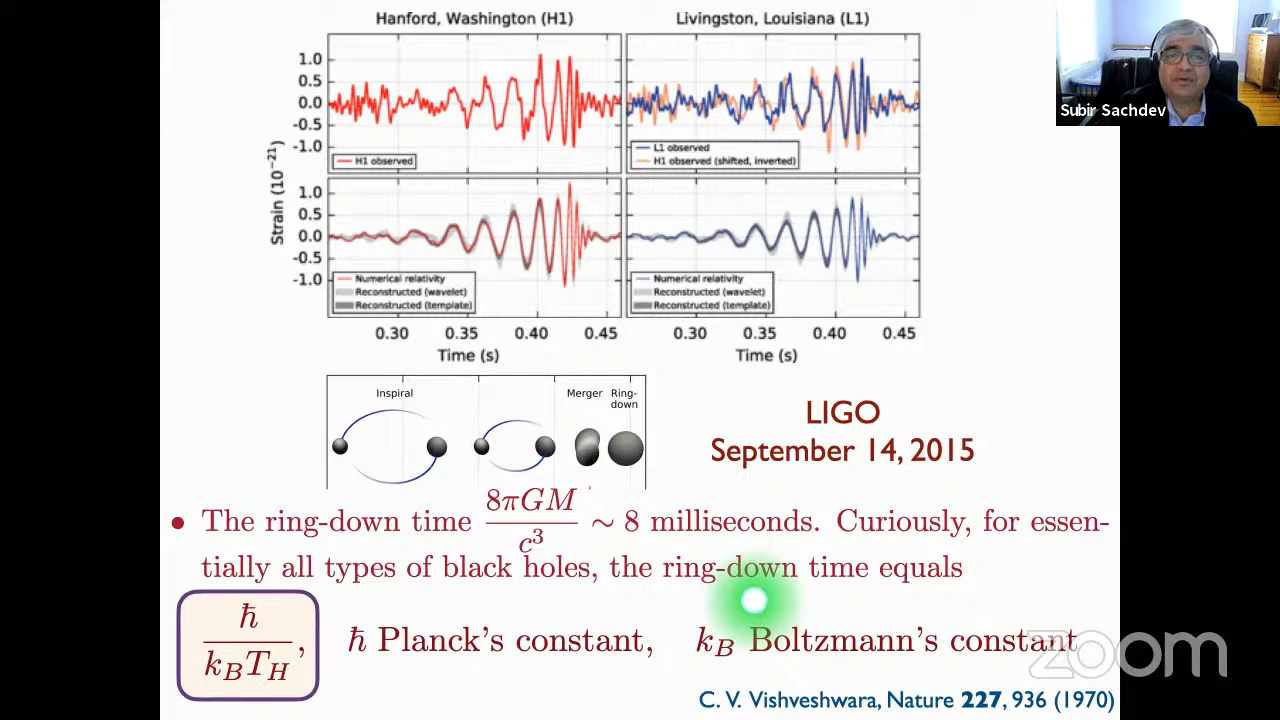 Hanford, Washington (H1)
Livingston, Louisiana (L1)
Subir Sachdev
1.0
0.5
0.0
-0.5
-1.0
H1 observed
L1 observed
H1 observed (shifted, inverted)
Strain (10⁻²¹)
1.0
0.5
0.0
-0.5
-1.0
Numerical relativity
Reconstructed (wavelet)
Reconstructed (template)
Numerical relativity
Reconstructed (wavelet)
Reconstructed (template)
0.30 0.35 0.40 0.45
0.30 0.35 0.40 0.45
Time (s)
Time (s)
Inspiral
Merger
Ring-
down
LIGO
September 14, 2015
• The ring-down time 8πGM/c³ ∼ 8 milliseconds. Curiously, for essen-
tially all types of black holes, the ring-down time equals
ħ/(k_B T_H), ħ Planck's constant, k_B Boltzmann's constant
zoom
C. V. Vishveshwara, Nature 227, 936 (1970)